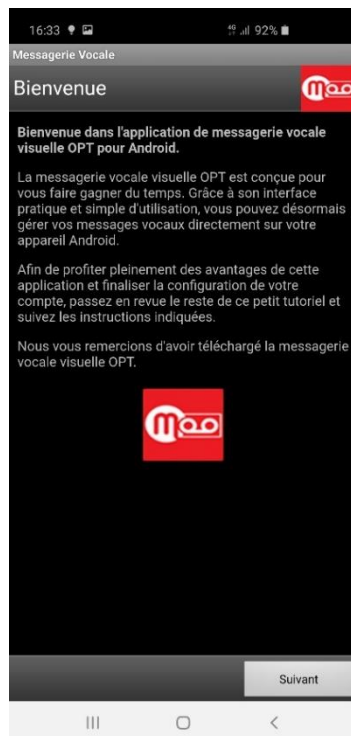 16:33 4G 92%
Messagerie Vocale
Bienvenue
Bienvenue dans l'application de messagerie vocale
visuelle OPT pour Android.
La messagerie vocale visuelle OPT est conçue pour
vous faire gagner du temps. Grâce à son interface
pratique et simple d'utilisation, vous pouvez désormais
gérer vos messages vocaux directement sur votre
appareil Android.
Afin de profiter pleinement des avantages de cette
application et finaliser la configuration de votre
compte, passez en revue le reste de ce petit tutoriel et
suivez les instructions indiquées.
Nous vous remercions d'avoir téléchargé la messagerie
vocale visuelle OPT.
Suivant